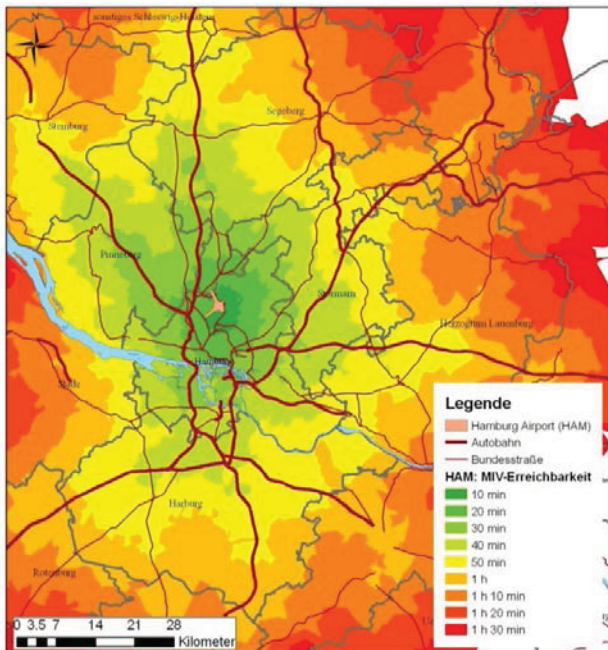 sonstiges Schleswig-Holstein
Segeberg
Steinburg
Pinneberg
Stormarn
Herzogtum Lauenburg
Hamburg
Stade
Harburg
Rotenburg
Legende
Hamburg Airport (HAM)
Autobahn
Bundesstraße
HAM: MIV-Erreichbarkeit
10 min
20 min
30 min
40 min
50 min
1 h
1 h 10 min
1 h 20 min
1 h 30 min
0 3.5 7 14 21 28
Kilometer